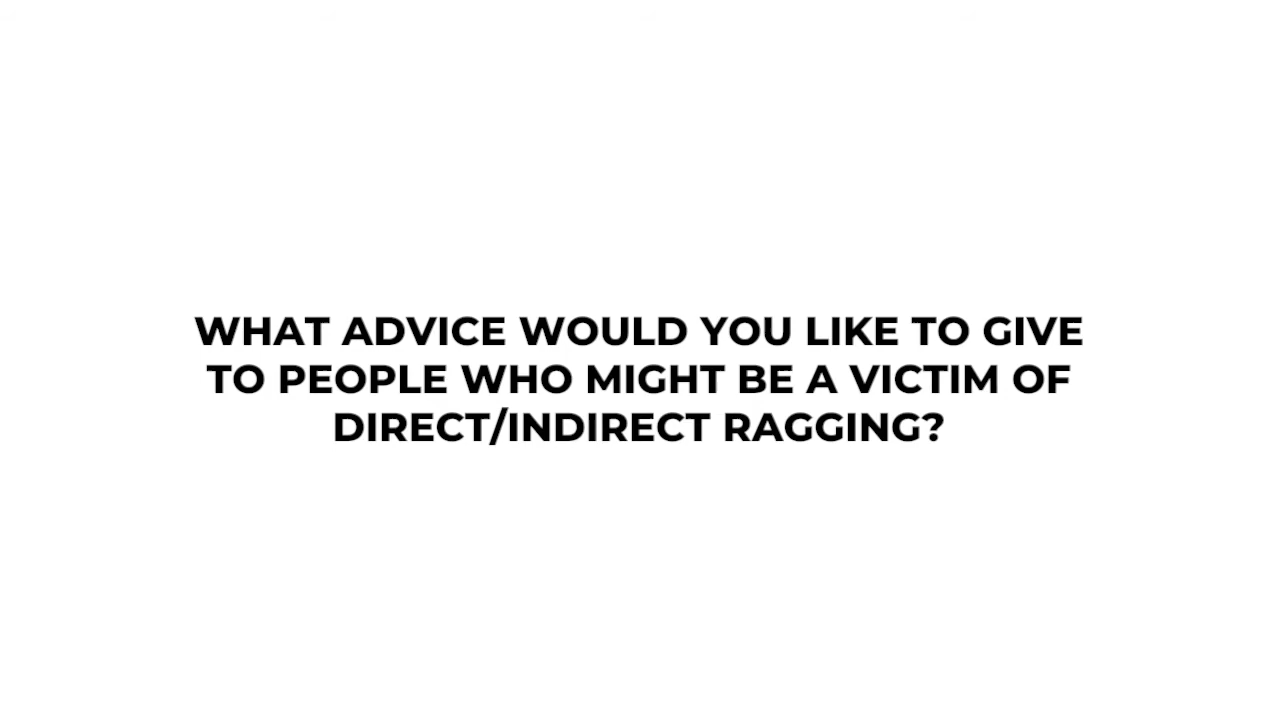 WHAT ADVICE WOULD YOU LIKE TO GIVE
TO PEOPLE WHO MIGHT BE A VICTIM OF
DIRECT/INDIRECT RAGGING?